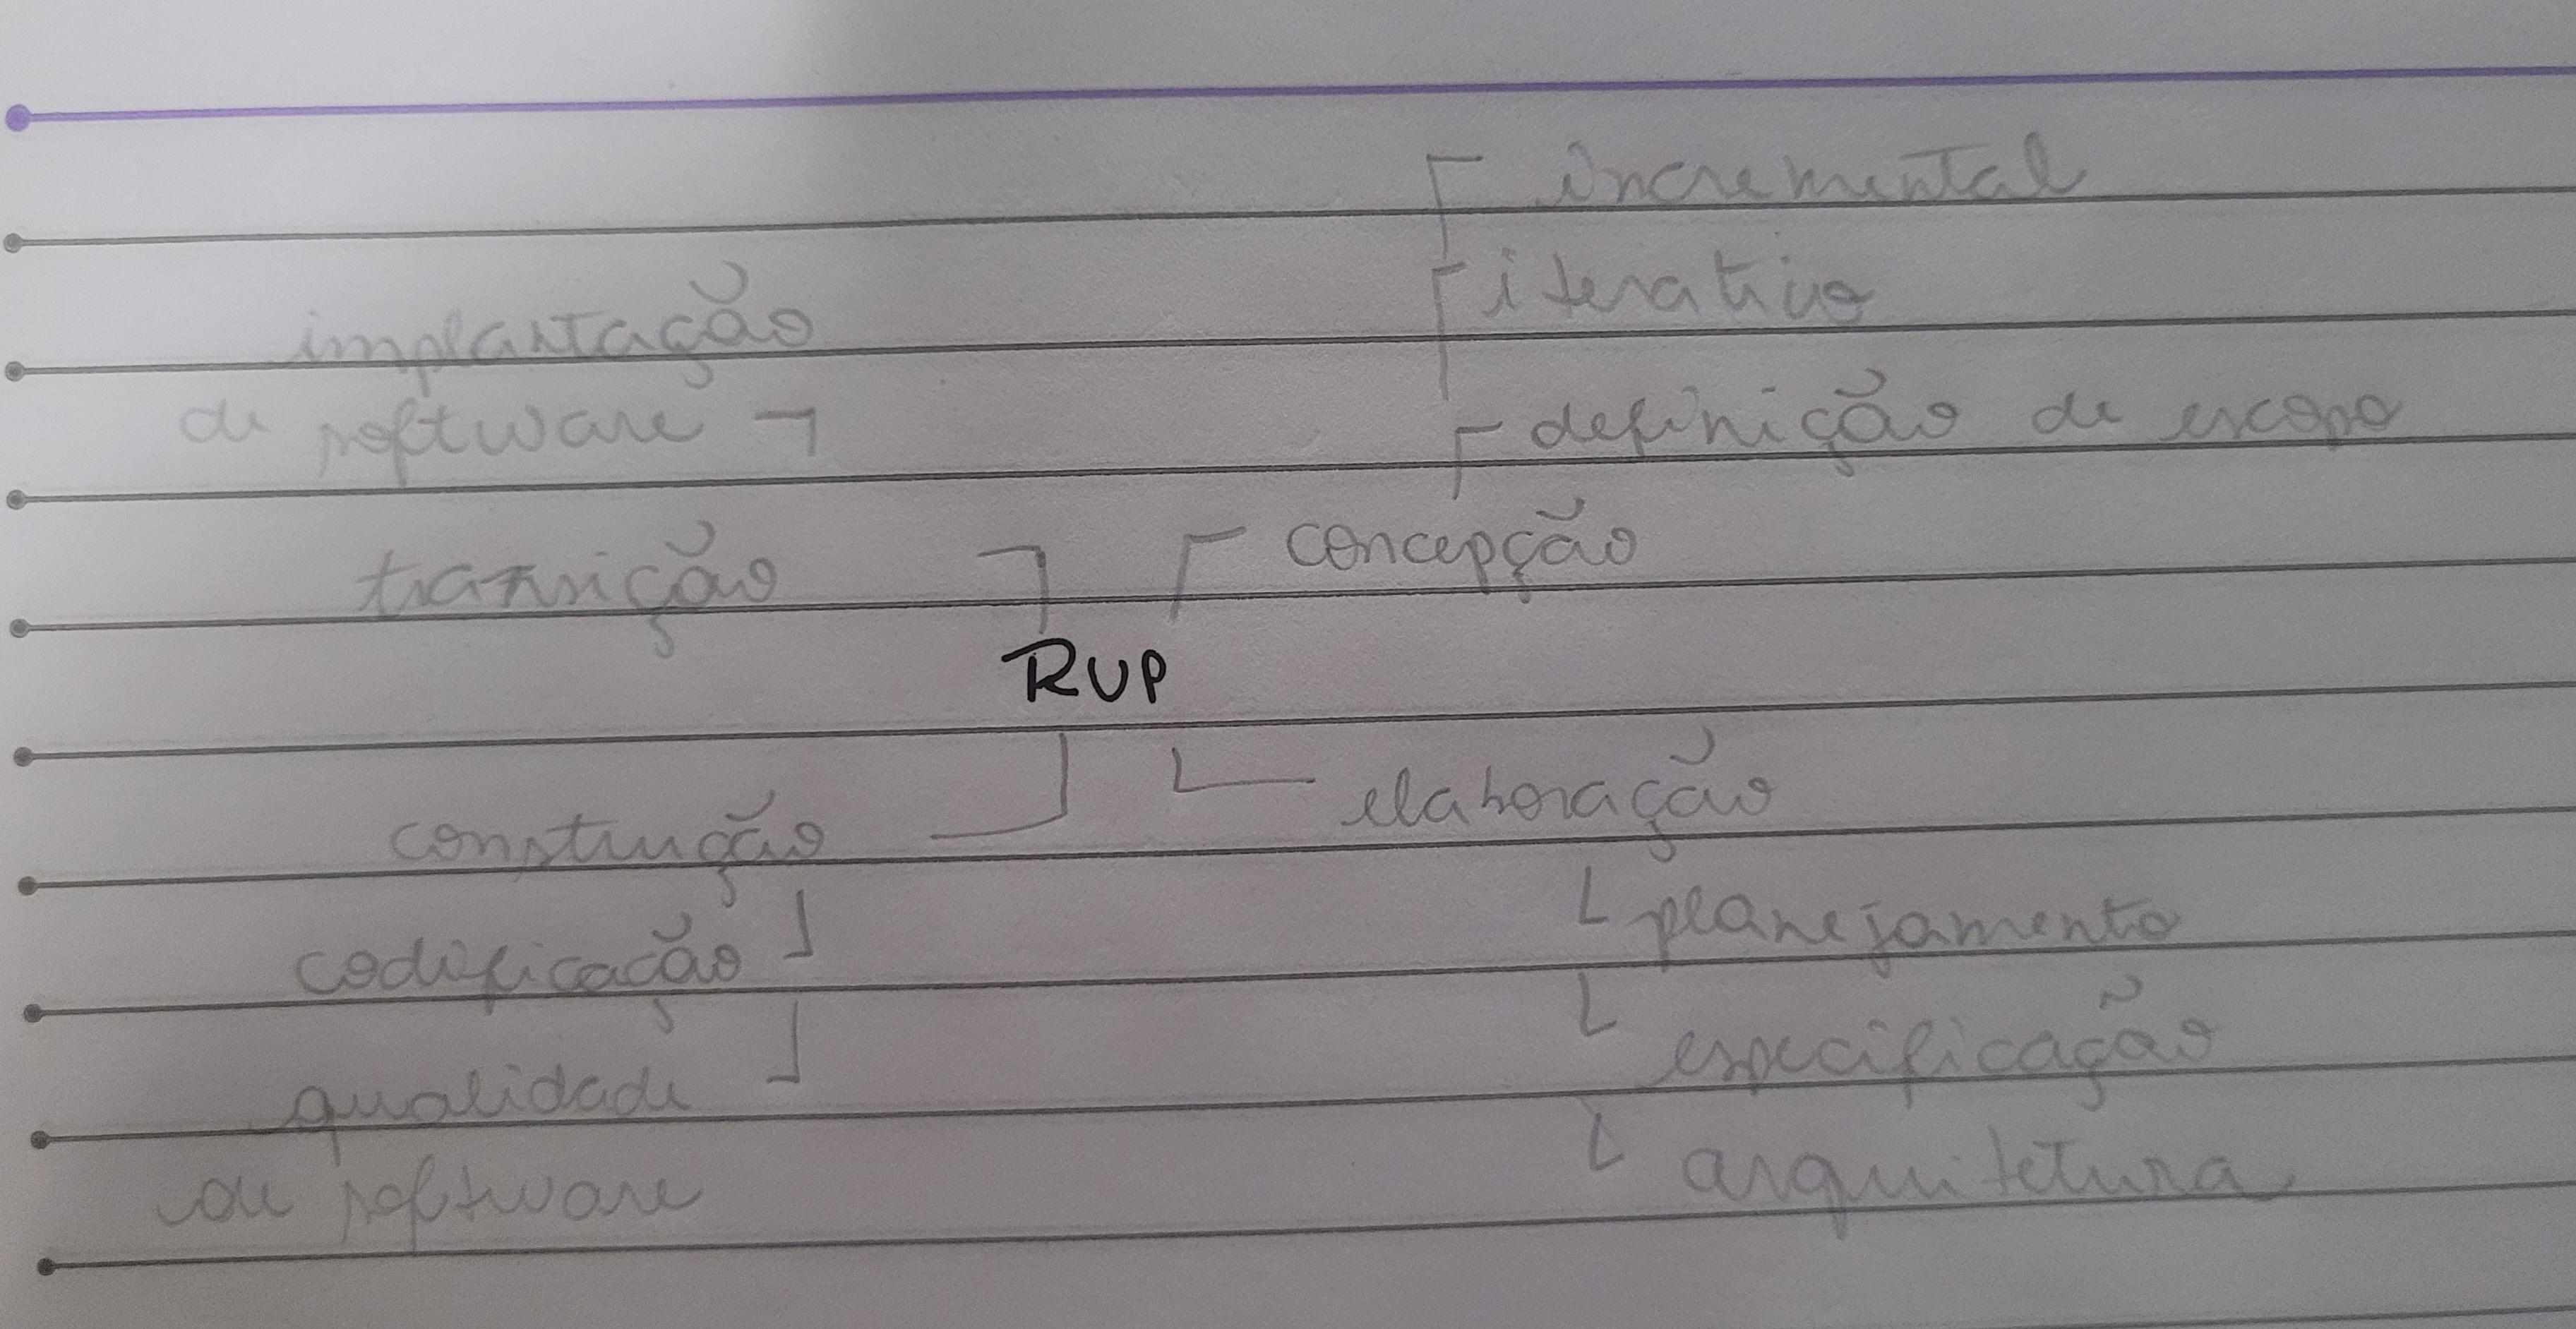 incremental
iterativo
implantação
de software
definição de escopo
transição
concepção
RUP
elaboração
construção
planejamento
codificação
especificação
qualidade
de software
arquitetura